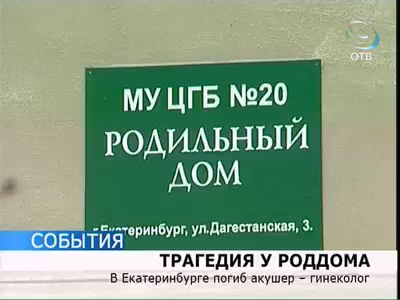 ОТВ
МУ ЦГБ №20
РОДИЛЬНЫЙ
ДОМ
г.Екатеринбург, ул.Дагестанская, 3.
СОБЫТИЯ
ТРАГЕДИЯ У РОДДОМА
В Екатеринбурге погиб акушер – гинеколог